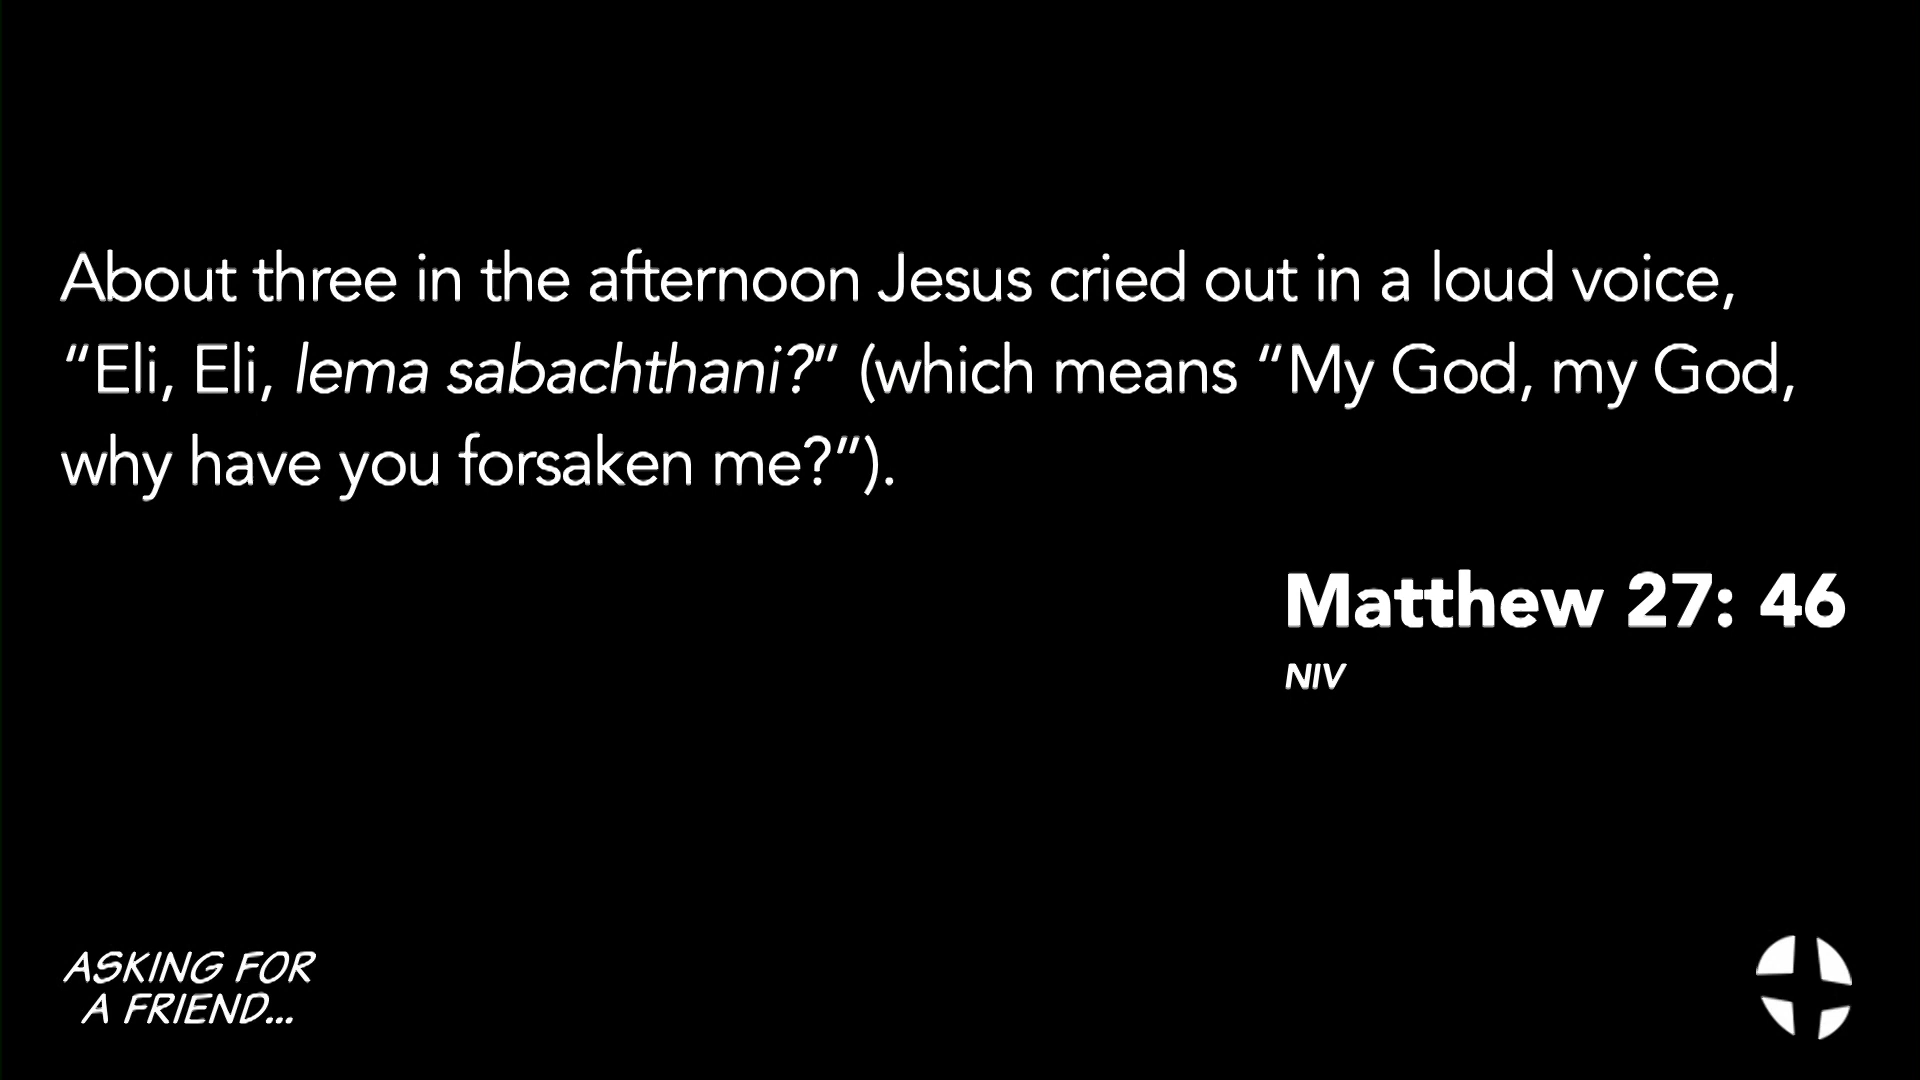 About three in the afternoon Jesus cried out in a loud voice,
“Eli, Eli, lema sabachthani?” (which means “My God, my God,
why have you forsaken me?”).
Matthew 27: 46
NIV
ASKING FOR
A FRIEND...